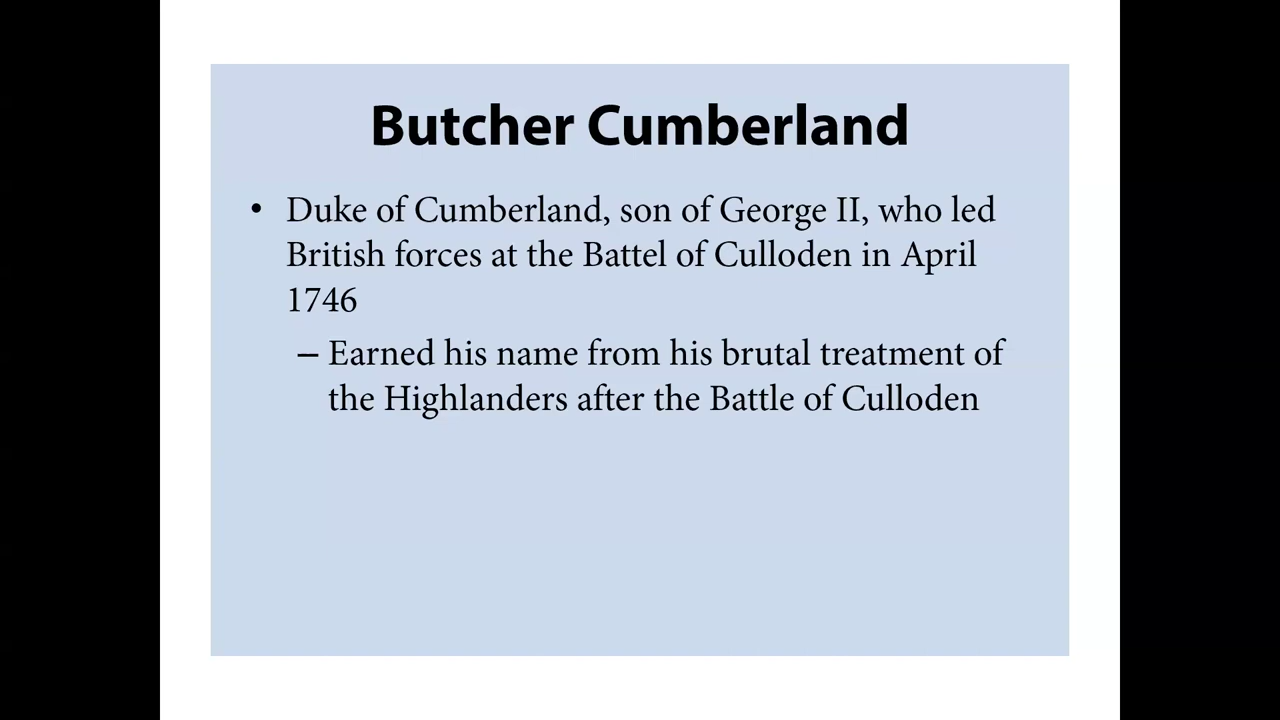 Butcher Cumberland
• Duke of Cumberland, son of George II, who led
British forces at the Battel of Culloden in April
1746
– Earned his name from his brutal treatment of
the Highlanders after the Battle of Culloden